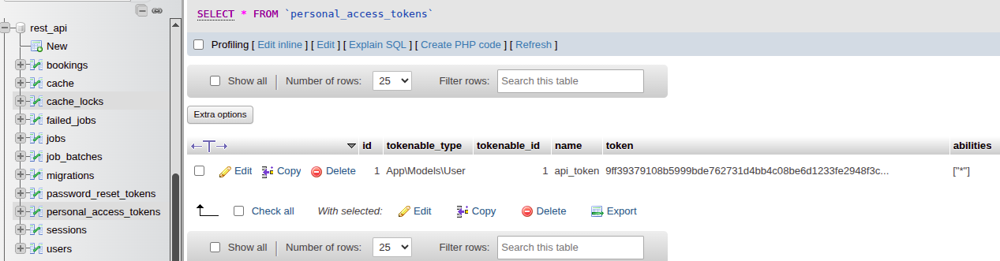 SELECT * FROM `personal_access_tokens`
Profiling [ Edit inline ] [ Edit ] [ Explain SQL ] [ Create PHP code ] [ Refresh ]
Show all Number of rows: 25 Filter rows: Search this table
Extra options
id tokenable_type tokenable_id name token abilities
Edit Copy Delete 1 App\Models\User 1 api_token 9ff39379108b5999bde762731d4bb4c08be6d1233fe2948f3c... ["*"]
Check all With selected: Edit Copy Delete Export
Show all Number of rows: 25 Filter rows: Search this table
rest_api
New
bookings
cache
cache_locks
failed_jobs
jobs
job_batches
migrations
password_reset_tokens
personal_access_tokens
sessions
users